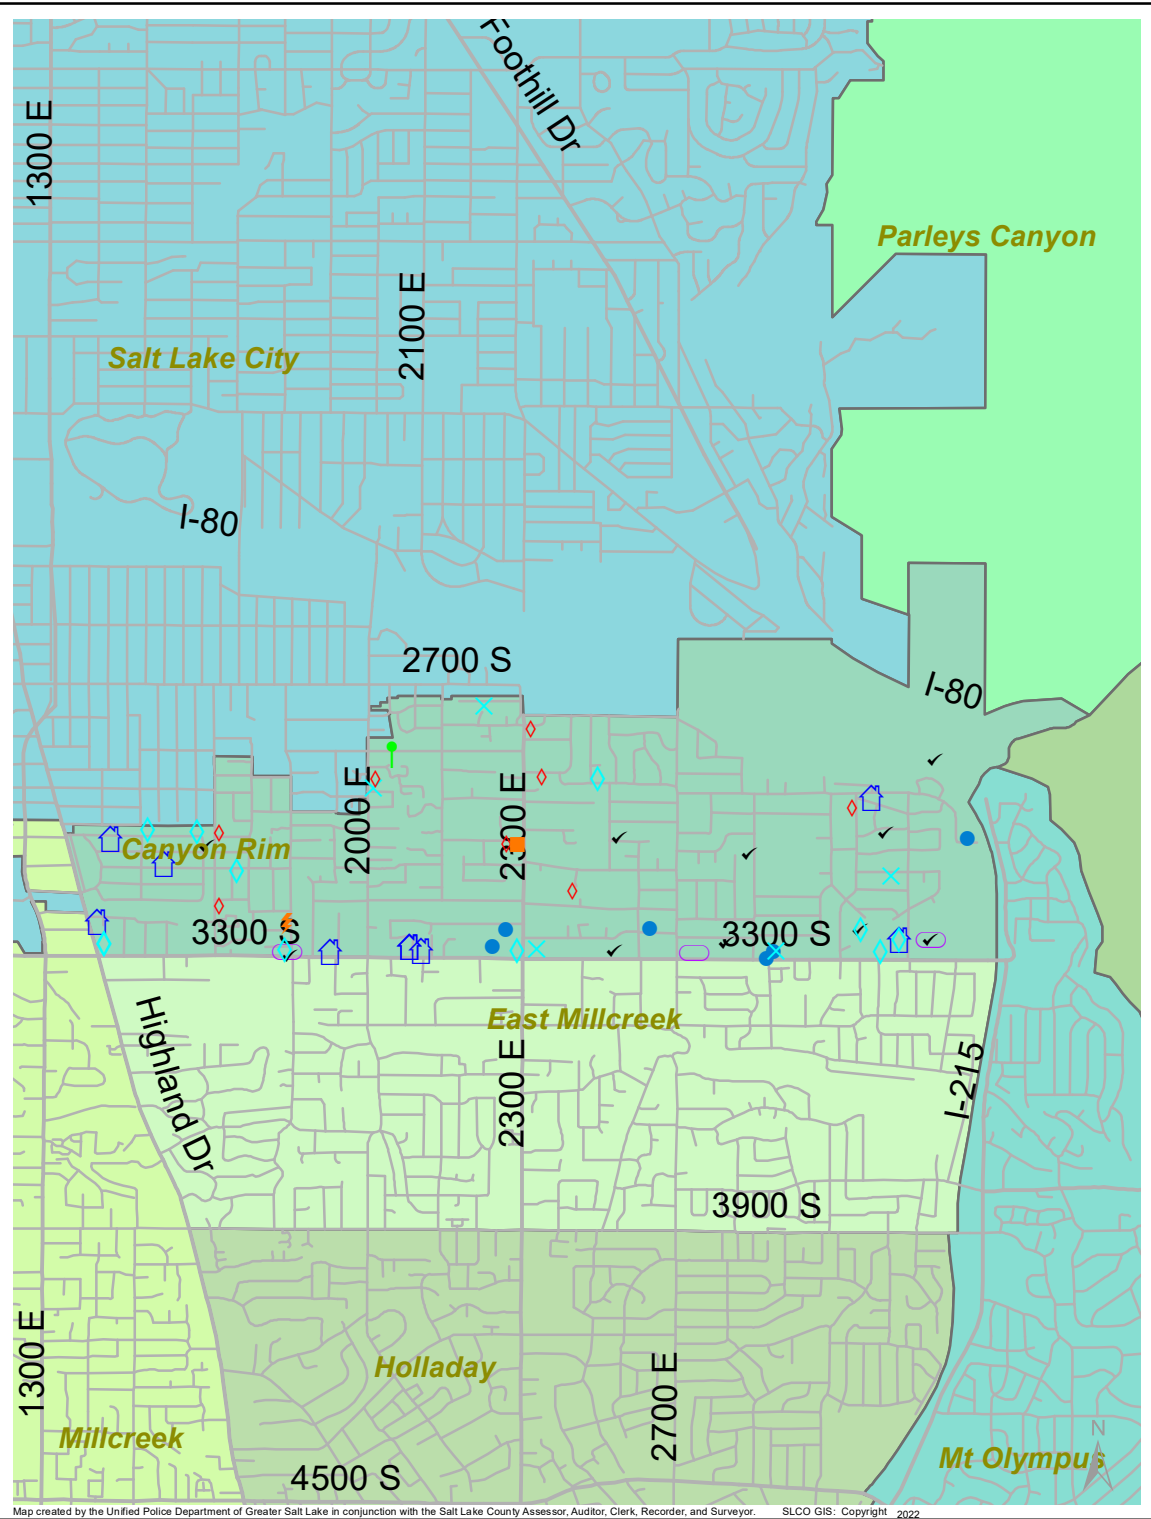 Foothill Dr
1300 E
Parleys Canyon
2100 E
Salt Lake City
I-80
2700 S
I-80
2000 E
2300 E
Canyon Rim
3300 S
3300 S
East Millcreek
Highland Dr
2300 E
I-215
3900 S
1300 E
Holladay
2700 E
Millcreek
N
Mt Olympus
4500 S
Map created by the Unified Police Department of Greater Salt Lake in conjunction with the Salt Lake County Assessor, Auditor, Clerk, Recorder, and Surveyor. SLCO GIS: Copyright 2022